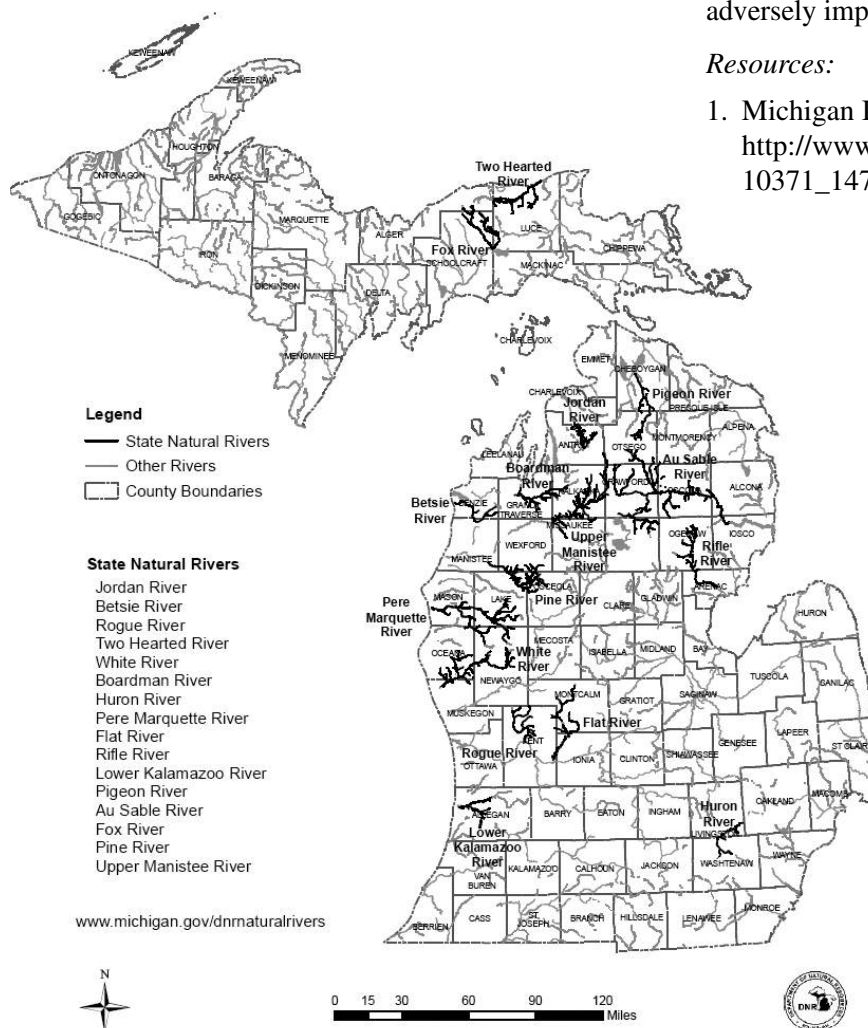 adversely imp
Resources:
1. Michigan
http://www
10371_147
KEWEENAW
KEWEENAW
HOUGHTON
ONTONAGON
BARAGA
GOGEBIC
MARQUETTE
IRON
ALGER
DICKINSON
DELTA
MENOMINEE
Two Hearted
River
LUCE
Fox River
SCHOOLCRAFT
CHIPPEWA
MACKINAC
CHARLEVOIX
EMMET
CHEBOYGAN
CHARLEVOIX
Pigeon River
PRESQUE ISLE
Jordan
River
OTSEGO
MONTMORENCY
ALPENA
LEELANAU
Boardman
River
Au Sable
River
CRAWFORD
ALCONA
Betsie
River
BENZIE
GRAND
TRAVERSE
MISSAUKEE
Upper
Manistee
River
OGEMAW
IOSCO
WEXFORD
Rifle
River
MANISTEE
ARENAC
Pere
Marquette
River
MASON
LAKE
OSCEOLA
Pine River
CLARE
GLADWIN
HURON
OCEANA
MECOSTA
White
River
ISABELLA
MIDLAND
BAY
NEWAYGO
TUSCOLA
SANILAC
MONTCALM
GRATIOT
SAGINAW
MUSKEGON
Flat River
GENESEE
LAPEER
ST CLAIR
Rogue River
KENT
OTTAWA
IONIA
CLINTON
SHIAWASSEE
MACOMB
OAKLAND
Huron
River
ALLEGAN
BARRY
EATON
INGHAM
LIVINGSTON
Lower
Kalamazoo
River
VAN
BUREN
KALAMAZOO
CALHOUN
JACKSON
WASHTENAW
WAYNE
BERRIEN
CASS
ST.
JOSEPH
BRANCH
HILLSDALE
LENAWEE
MONROE
Legend
State Natural Rivers
Other Rivers
County Boundaries
State Natural Rivers
Jordan River
Betsie River
Rogue River
Two Hearted River
White River
Boardman River
Huron River
Pere Marquette River
Flat River
Rifle River
Lower Kalamazoo River
Pigeon River
Au Sable River
Fox River
Pine River
Upper Manistee River
www.michigan.gov/dnrnaturalrivers
N
0 15 30 60 90 120
Miles
DNR